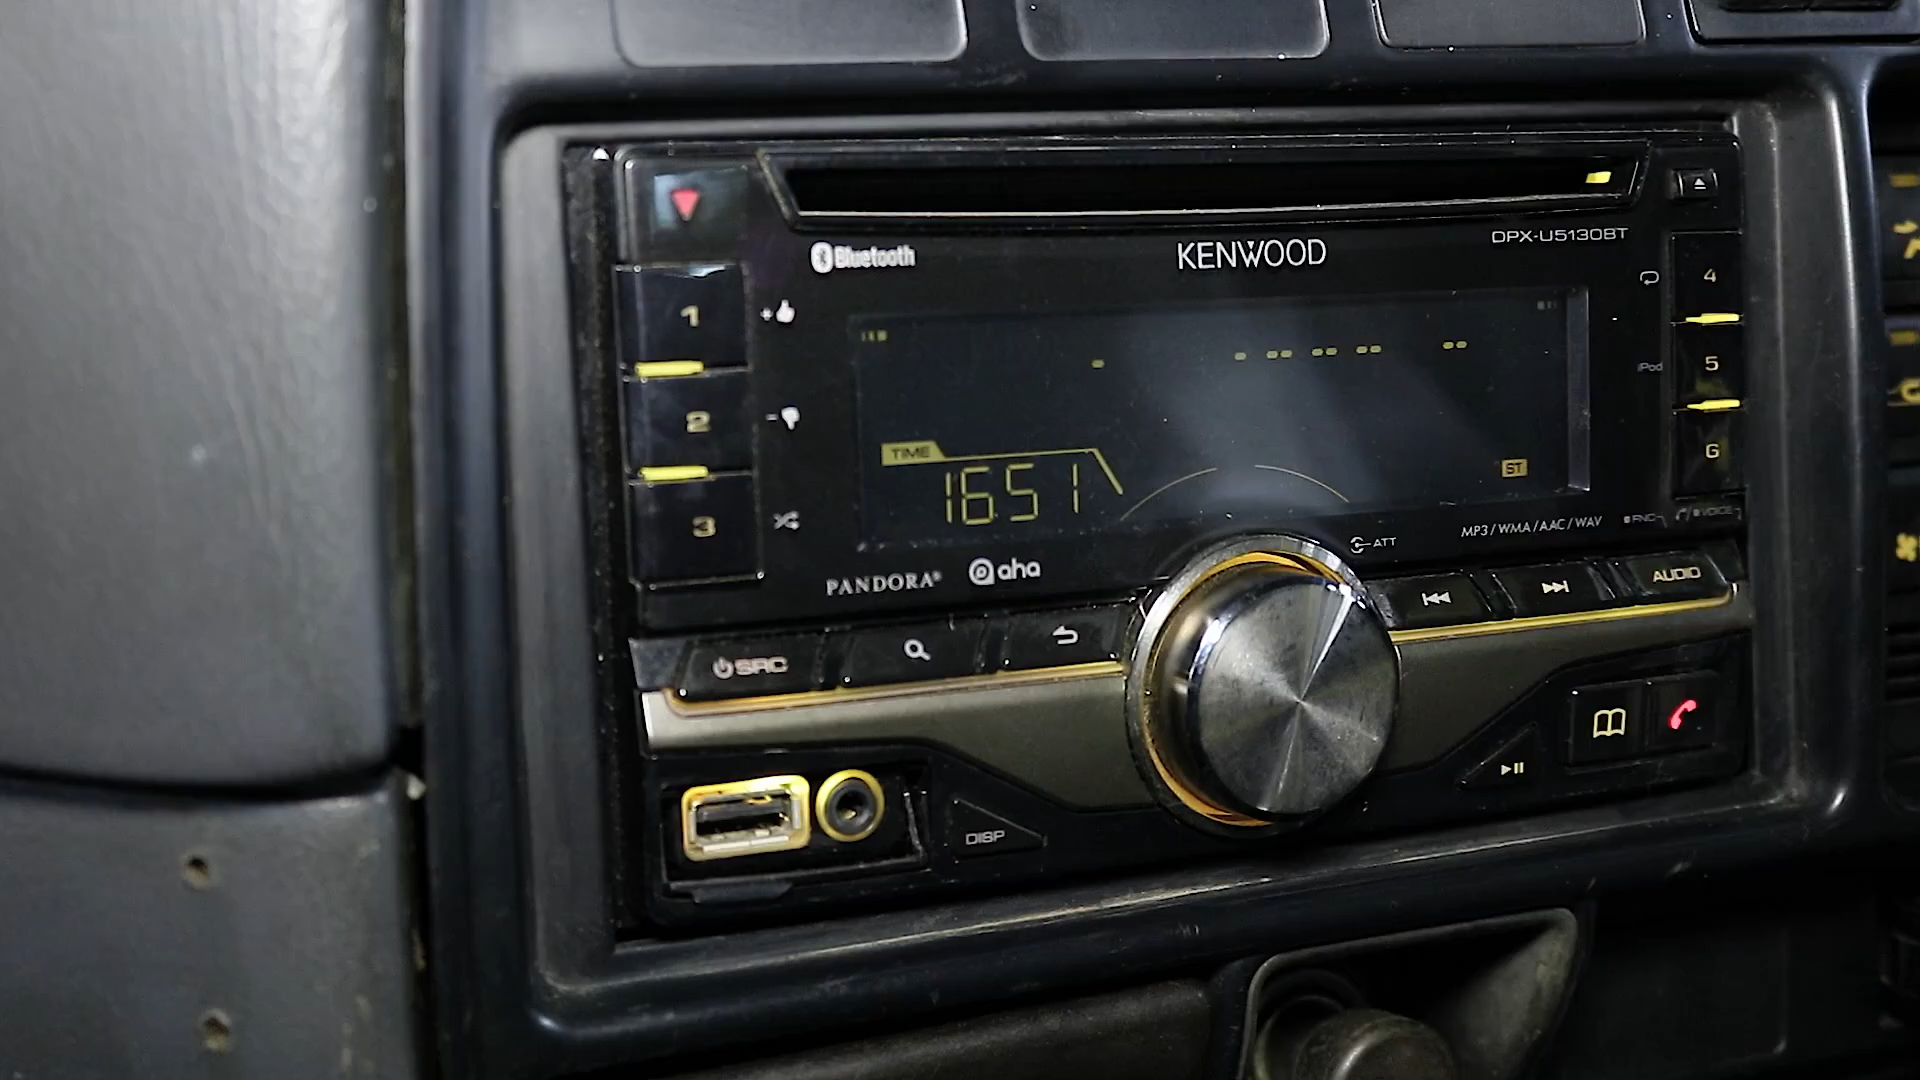 Bluetooth
KENWOOD
DPX-U5130BT
1
4
iPod
5
2
TIME
1651
ST
G
3
MP3/WMA/AAC/WAV
FNC
VOICE
ATT
PANDORA®
aha
AUDIO
SRC
DISP